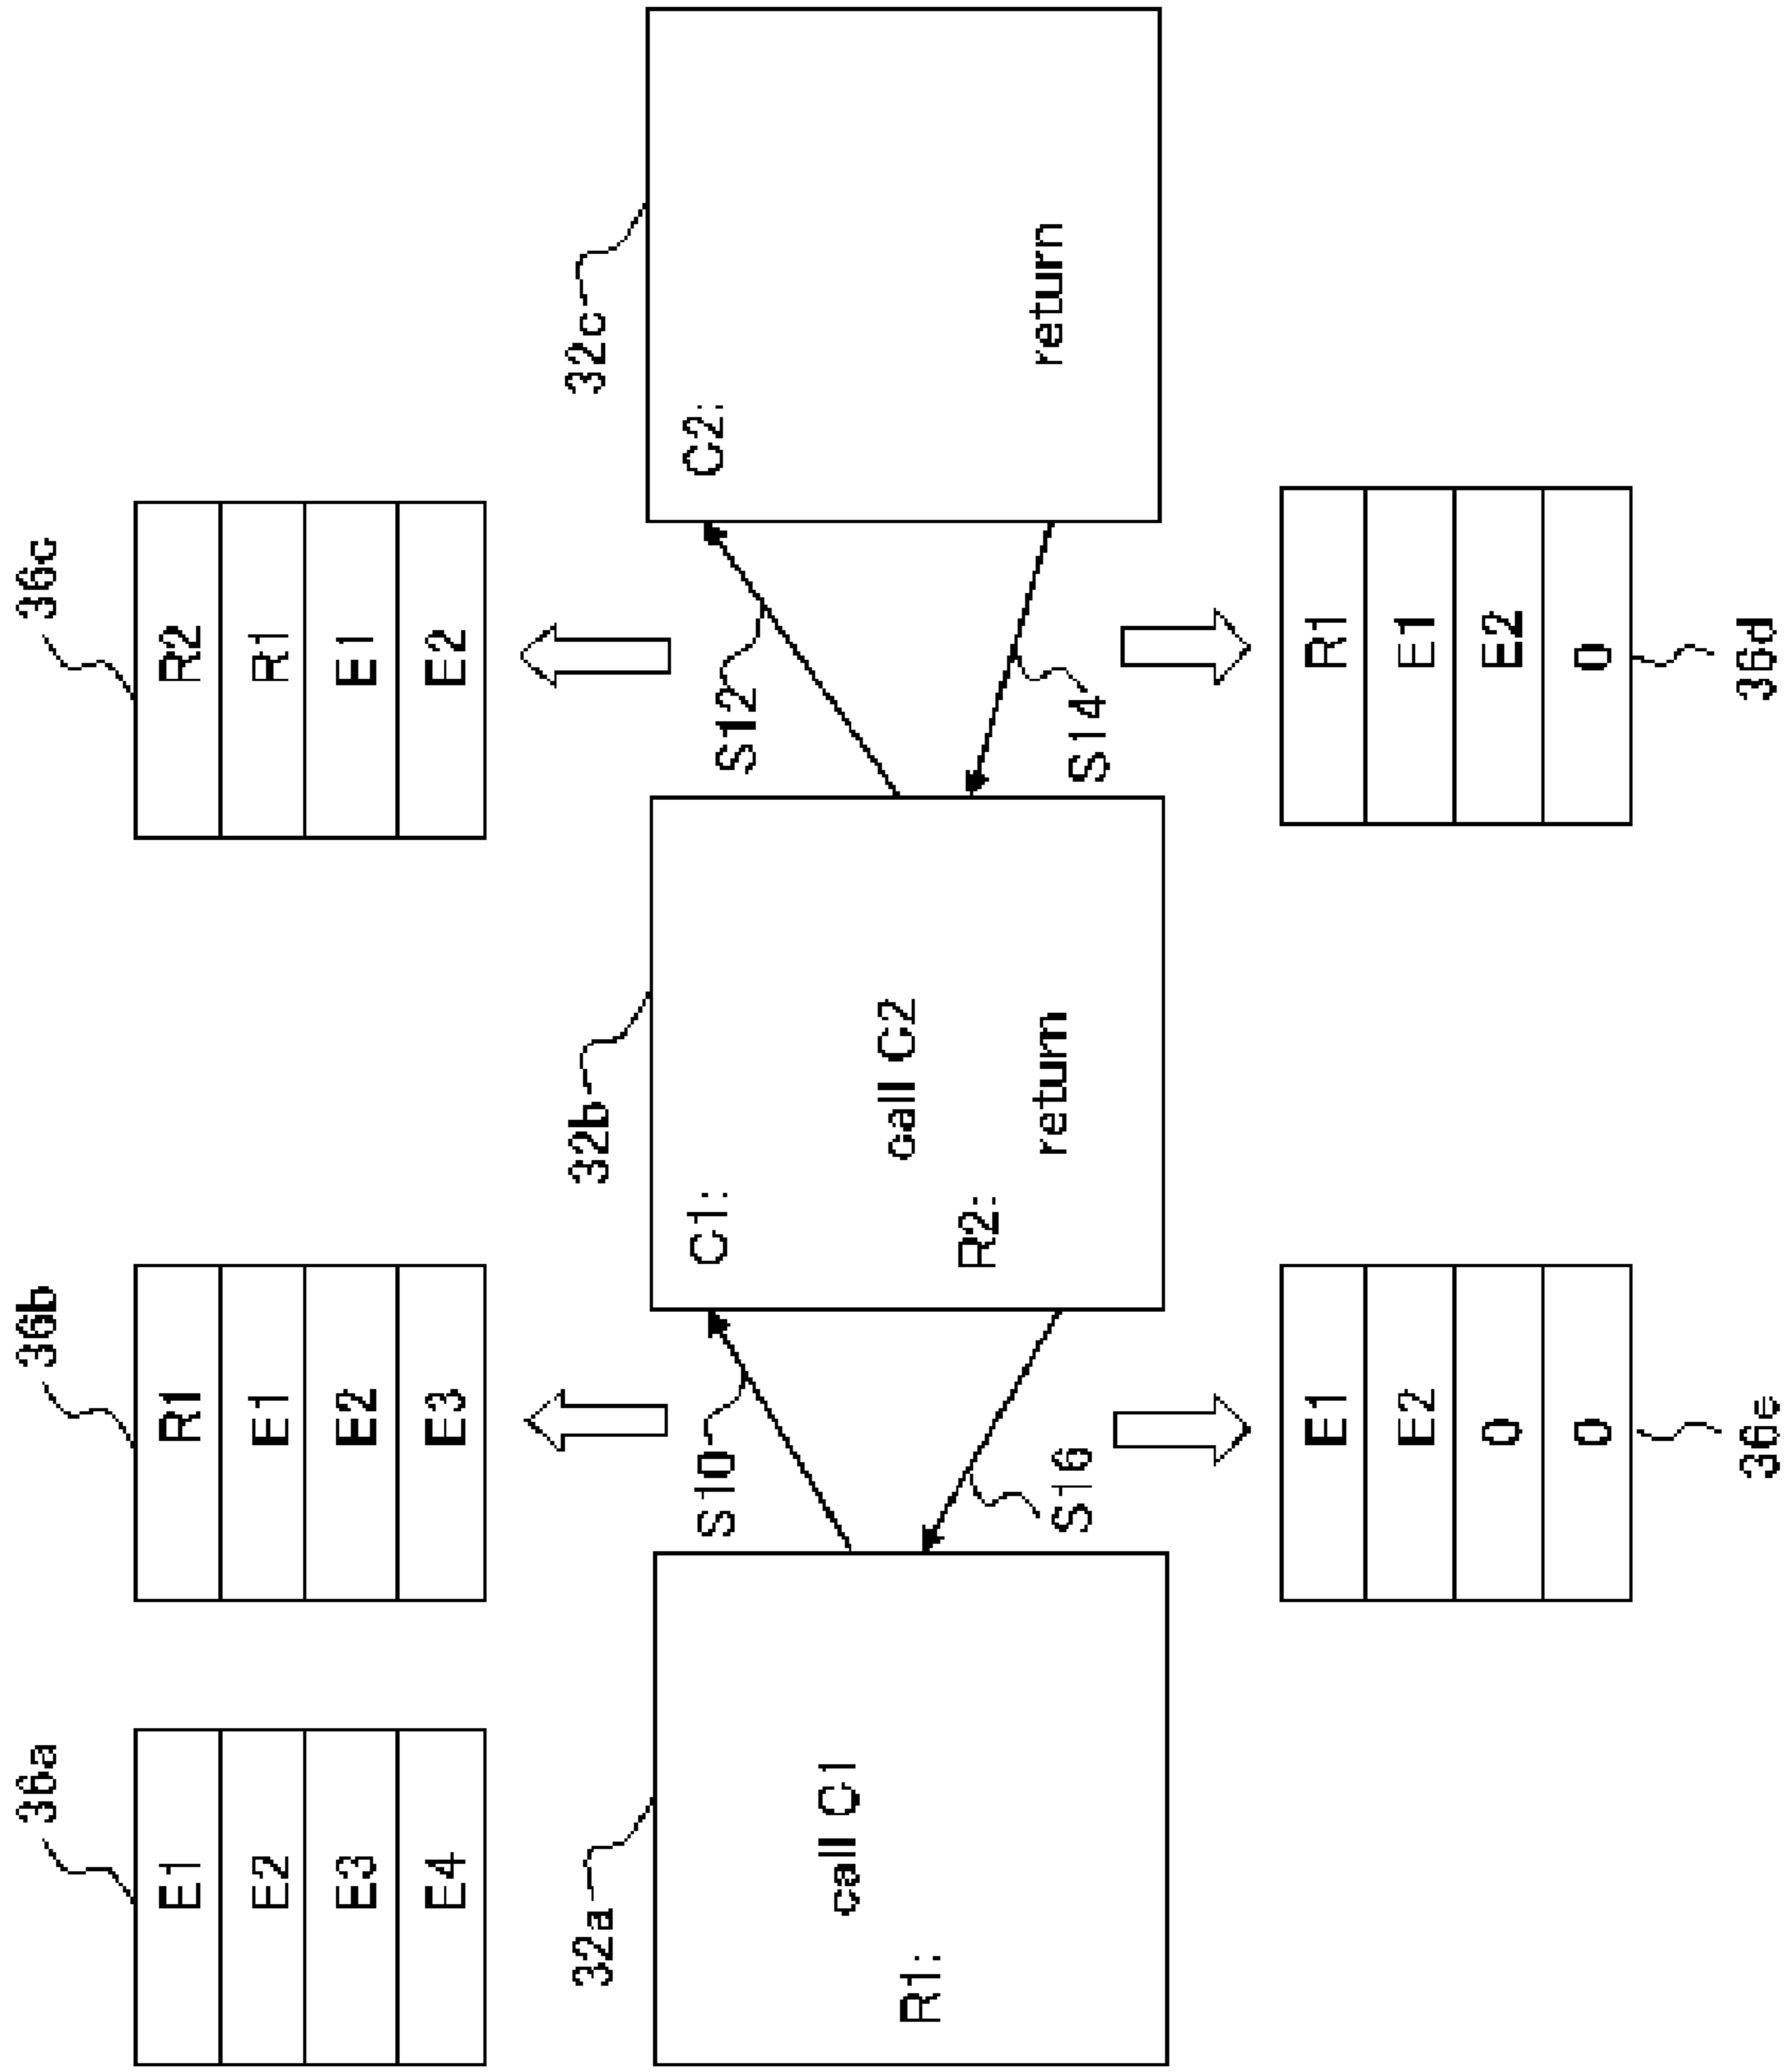 36a
E1
E2
E3
E4
36b
R1
E1
E2
E3
36c
R2
R1
E1
E2
32a
call C1
R1:
S10
S16
32b
C1:
call C2
R2:
return
S12
S14
32c
C2:
return
36e
E1
E2
0
0
36d
R1
E1
E2
0